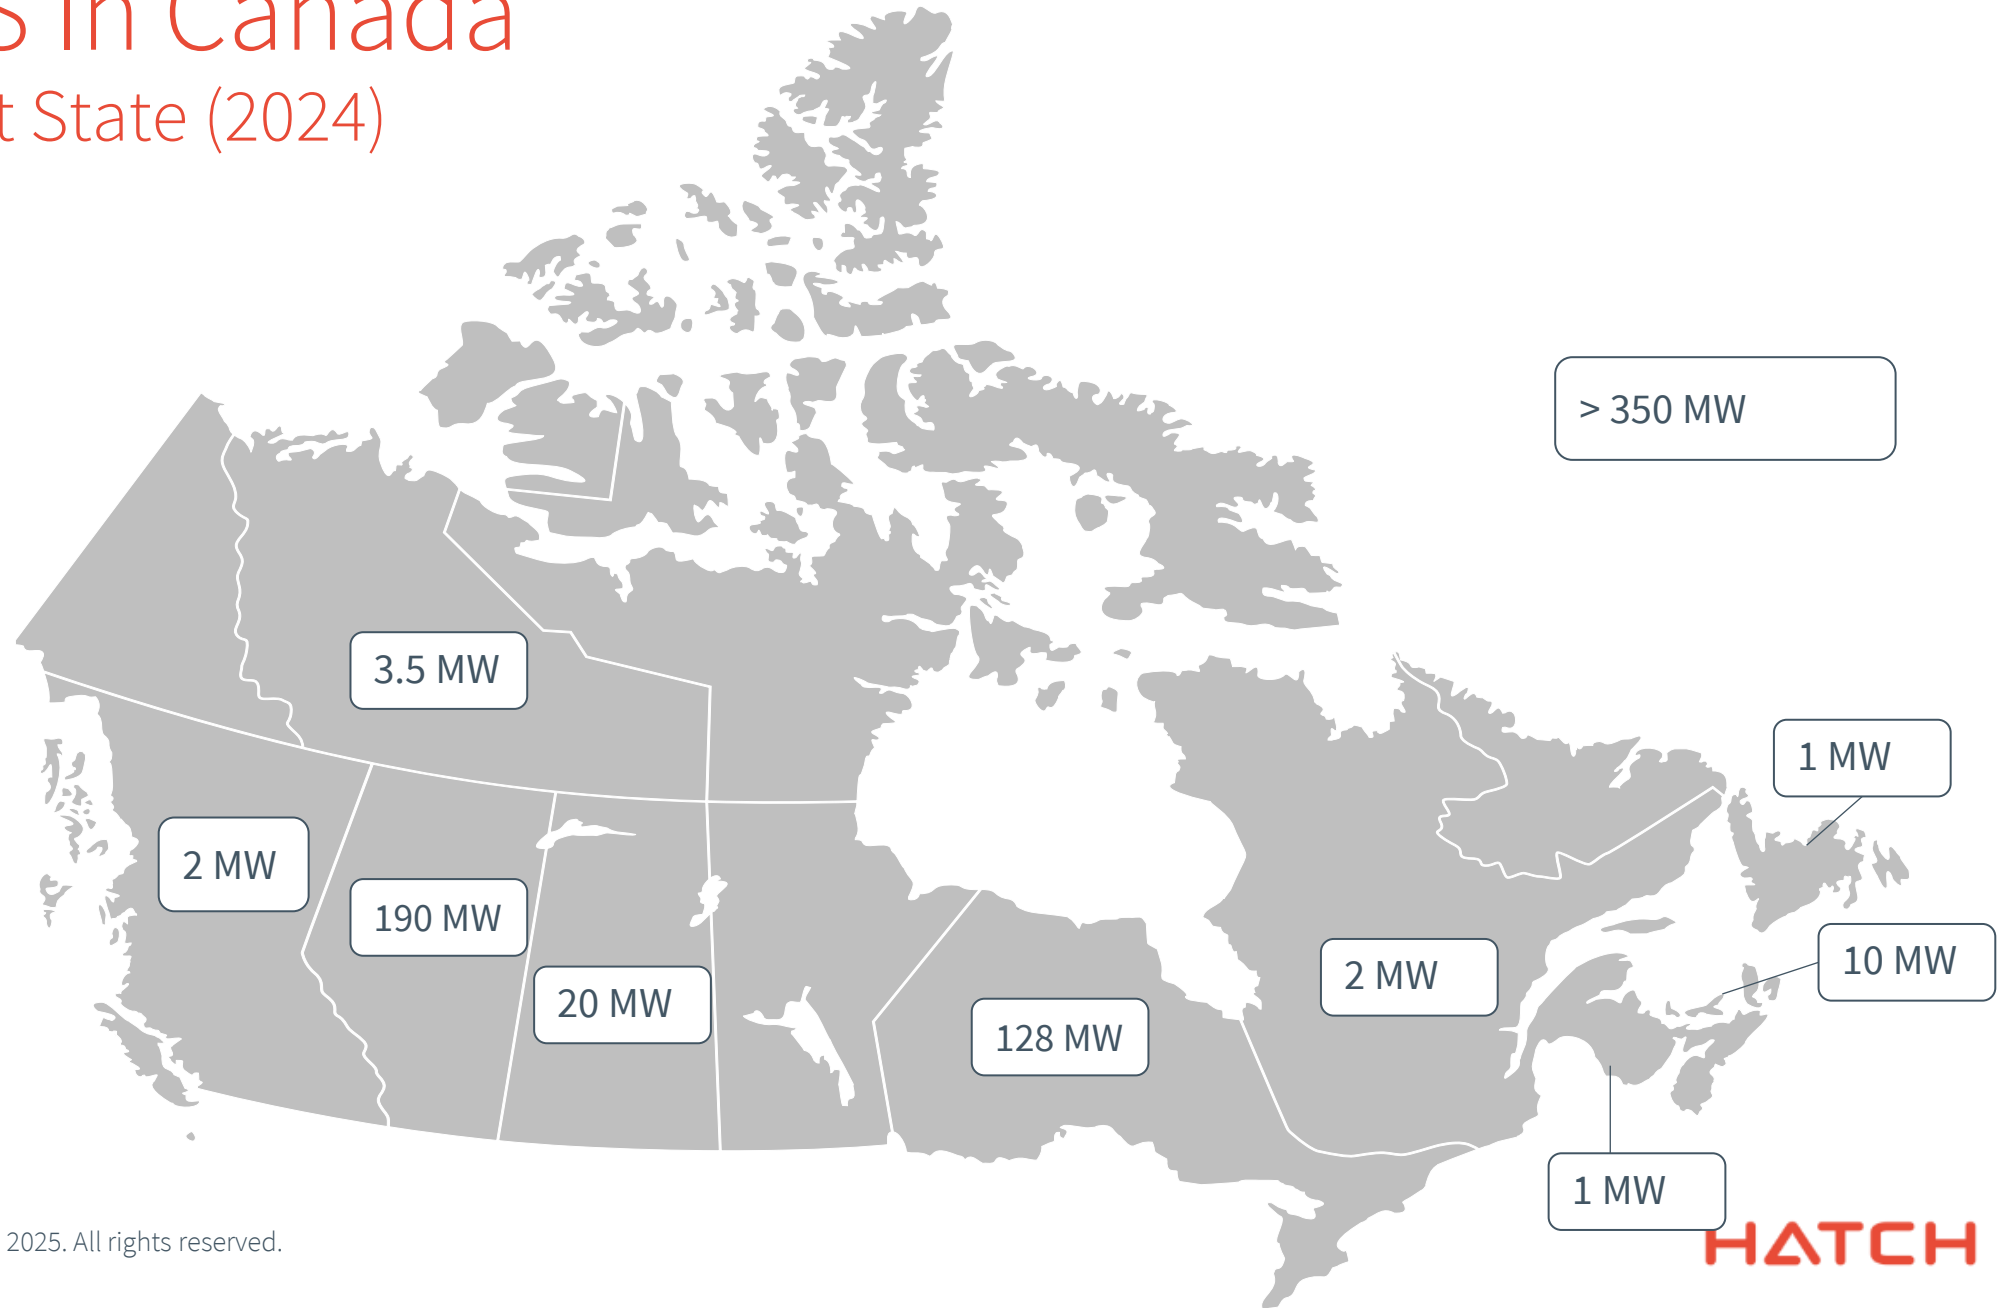 S in Canada
t State (2024)
> 350 MW
3.5 MW
1 MW
2 MW
190 MW
10 MW
2 MW
20 MW
128 MW
1 MW
2025. All rights reserved.
HATCH